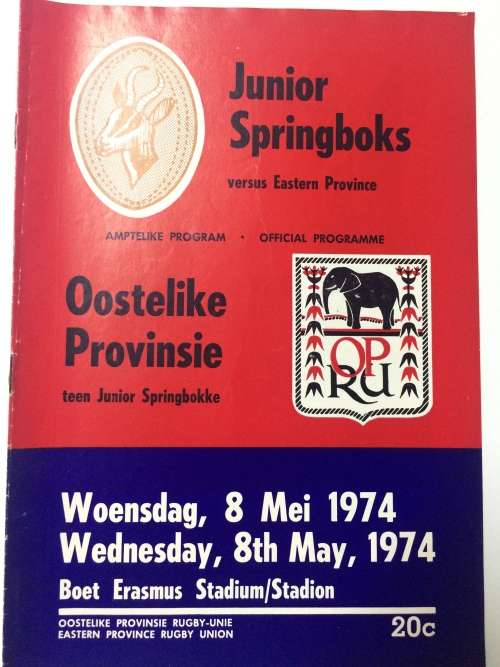 Junior
Springboks
versus Eastern Province
AMPTELIKE PROGRAM • OFFICIAL PROGRAMME
Oostelike
Provinsie
teen Junior Springbokke
OP
RU
Woensdag, 8 Mei 1974
Wednesday, 8th May, 1974
Boet Erasmus Stadium/Stadion
OOSTELIKE PROVINSIE RUGBY-UNIE
EASTERN PROVINCE RUGBY UNION
20c